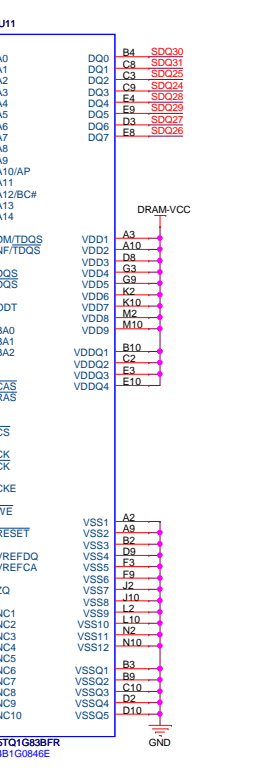 U11
A0 DQ0 B4 SDQ30
A1 DQ1 C8 SDQ31
A2 DQ2 C3 SDQ25
A3 DQ3 C9 SDQ24
A4 DQ4 E4 SDQ28
A5 DQ5 E9 SDQ29
A6 DQ6 D3 SDQ27
A7 DQ7 E8 SDQ26
A8
A9
A10/AP
A11
A12/BC#
A13
A14
DRAM-VCC
DM/TDQS VDD1 A3
NF/TDQS VDD2 A10
VDD3 D8
DQS VDD4 G3
DQS VDD5 G9
VDD6 K2
ODT VDD7 K10
VDD8 M2
BA0 VDD9 M10
BA1
BA2 VDDQ1 B10
VDDQ2 C2
VDDQ3 E3
CAS VDDQ4 E10
RAS
CS
CK
CK
CKE
WE
VSS1 A2
RESET VSS2 A9
VSS3 B2
VREFDQ VSS4 D9
VREFCA VSS5 F3
VSS6 F9
ZQ VSS7 J2
VSS8 J10
NC1 VSS9 L2
NC2 VSS10 L10
NC3 VSS11 N2
NC4 VSS12 N10
NC5
NC6 VSSQ1 B3
NC7 VSSQ2 B9
NC8 VSSQ3 C10
NC9 VSSQ4 D2
NC10 VSSQ5 D10
5TQ1G83BFR GND
4B1G0846E